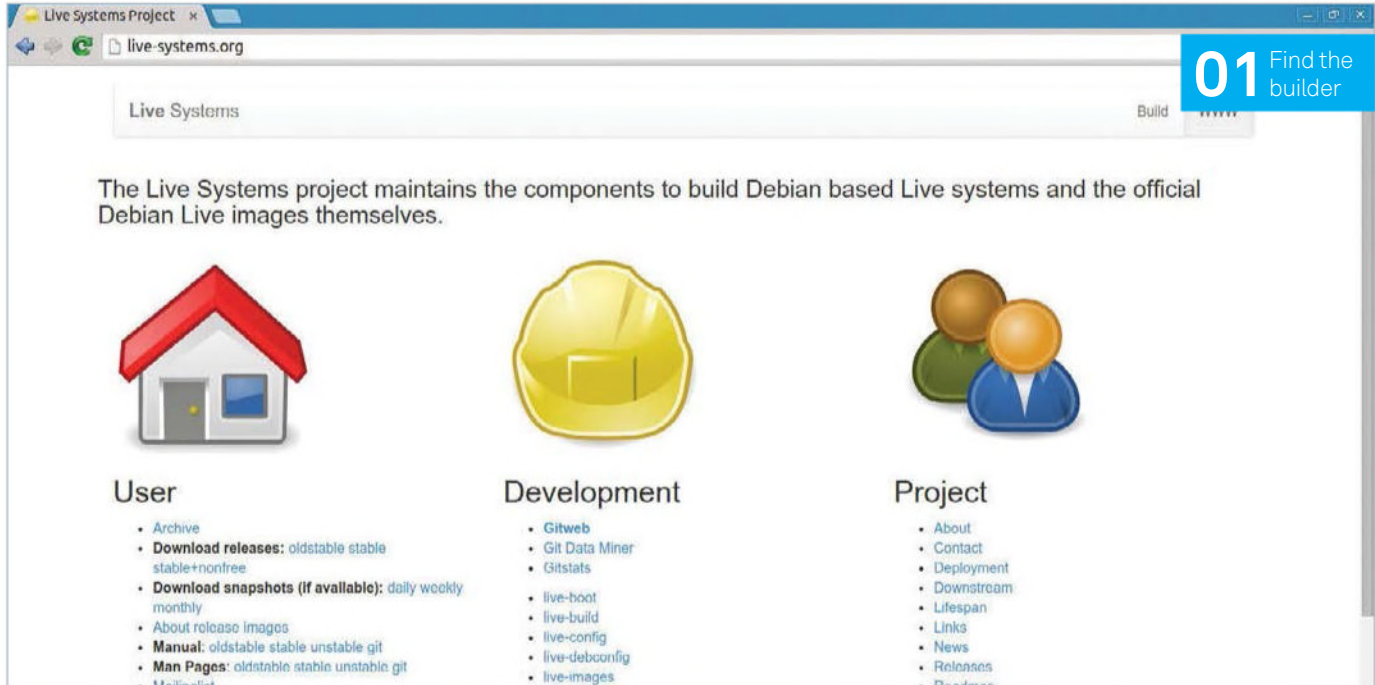 Live Systems Project
live-systems.org
01 Find the
builder
Live Systems
Build
www
The Live Systems project maintains the components to build Debian based Live systems and the official
Debian Live images themselves.
User
Archive
Download releases: oldstable stable
stable+nonfree
Download snapshots (if available): daily weekly
monthly
About release images
Manual: oldstable stable unstable git
Man Pages: oldstable stable unstable git
Mailinglist
Development
Gitweb
Git Data Miner
Gitstats
live-boot
live-build
live-config
live-debconfig
live-images
Project
About
Contact
Deployment
Downstream
Lifespan
Links
News
Releases
Roadmap